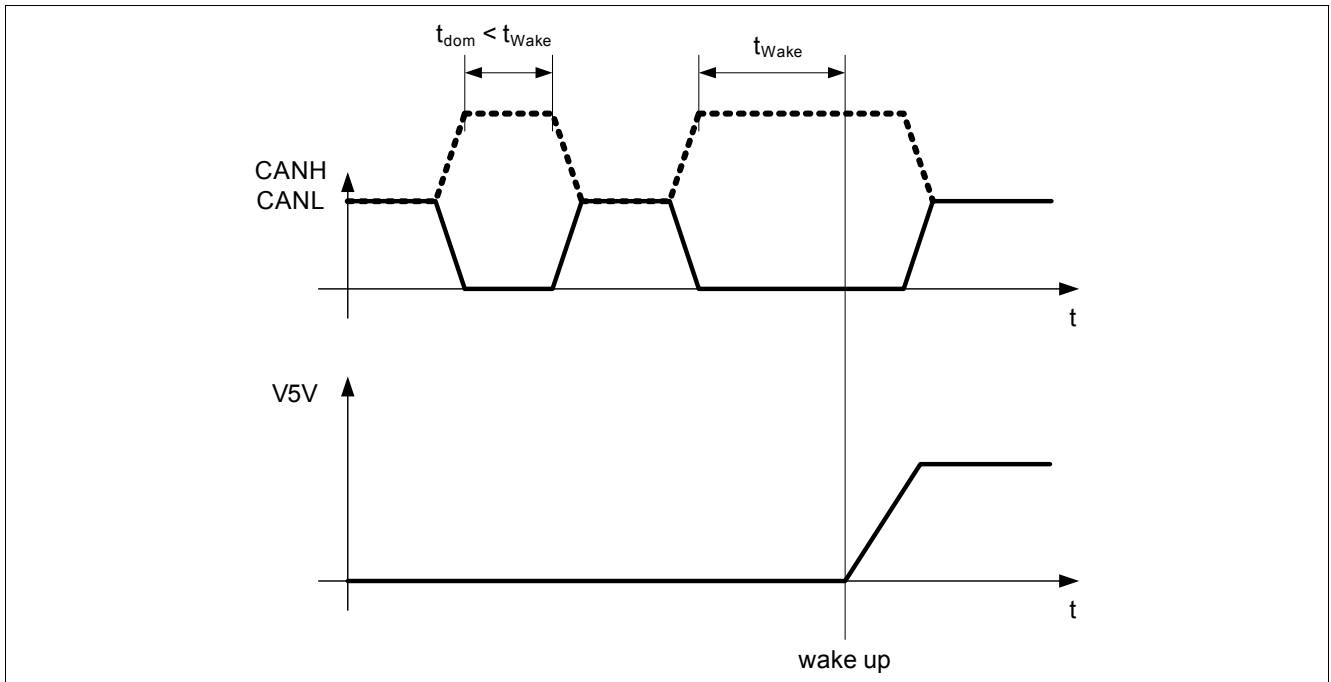 t_dom < t_Wake
t_Wake
CANH
CANL
t
V5V
t
wake up